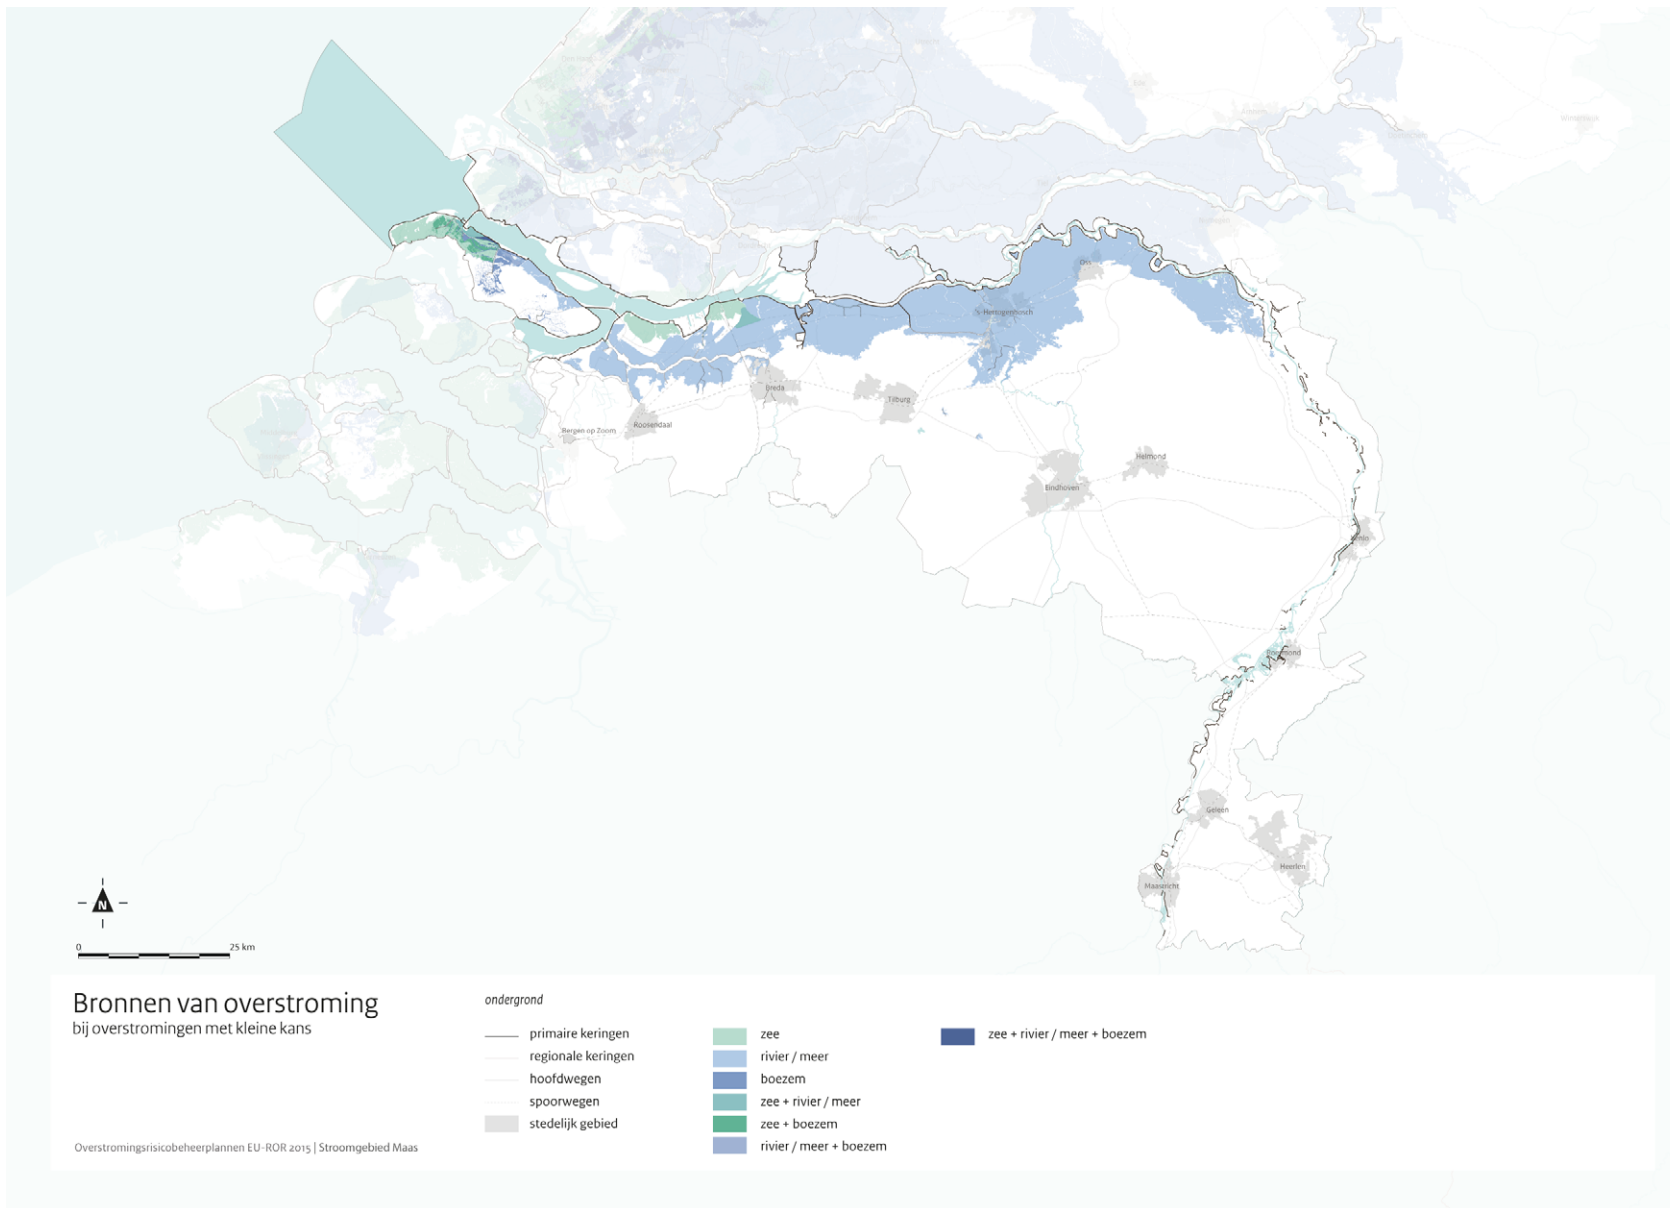 Winterswijk
Oss
's Hertogenbosch
Breda
Tilburg
Roosendaal
Bergen op Zoom
Helmond
Eindhoven
Venlo
Roermond
Geleen
Heerlen
Maastricht
N
0 25 km
Bronnen van overstroming
bij overstromingen met kleine kans
Overstromingsrisicobeheerplannen EU-ROR 2015 | Stroomgebied Maas
ondergrond
primaire keringen
regionale keringen
hoofdwegen
spoorwegen
stedelijk gebied
zee
rivier / meer
boezem
zee + rivier / meer
zee + boezem
rivier / meer + boezem
zee + rivier / meer + boezem